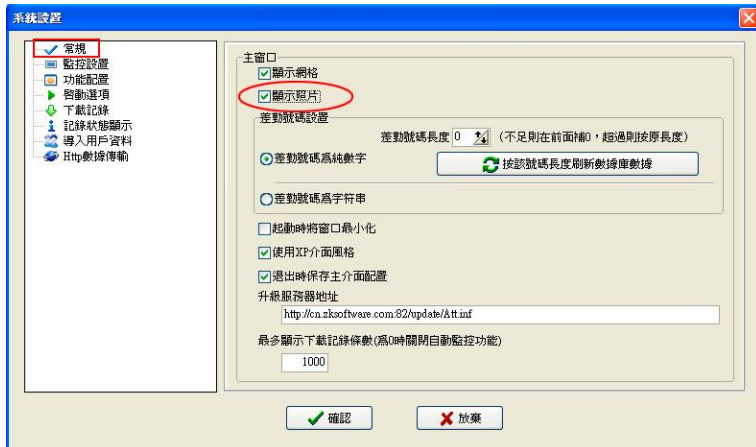 系統設置
常規
監控設置
功能配置
啓動選項
下載記錄
記錄狀態顯示
導入用戶資料
Http數據傳輸
主窗口
顯示網格
顯示照片
差勤號碼設置
差勤號碼長度 0 (不足則在前面補0，超過則按原長度)
差勤號碼爲純數字
按該號碼長度刷新數據庫數據
差勤號碼爲字符串
起動時將窗口最小化
使用XP介面風格
退出時保存主介面配置
升級服務器地址
http://cn.zksoftware.com:82/update/Att.inf
最多顯示下載記錄條數(爲0時關閉自動監控功能)
1000
確認 放棄